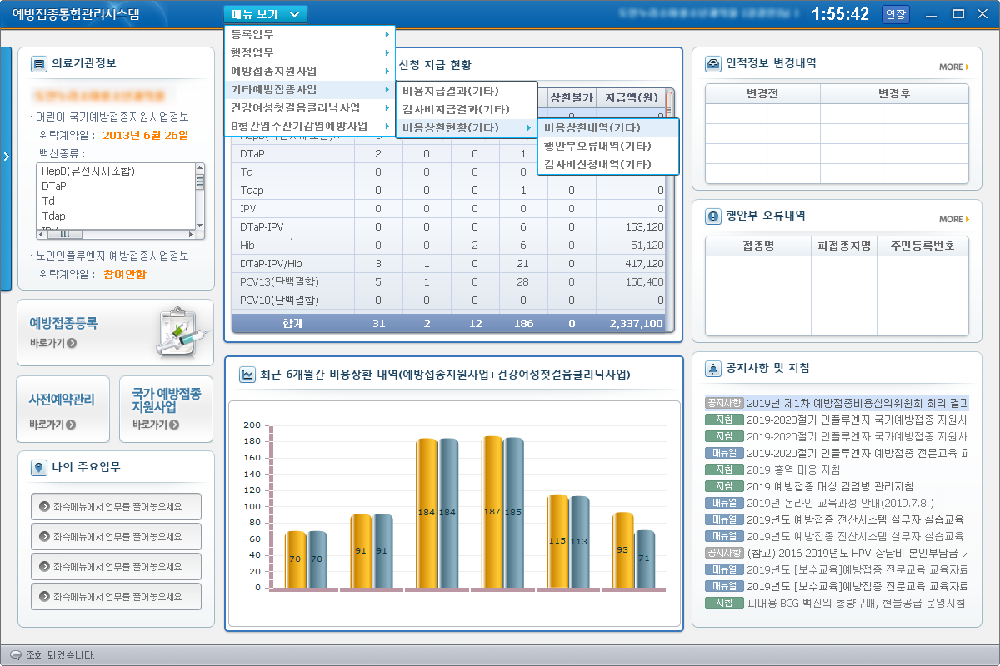 예방접종통합관리시스템
메뉴 보기
1:55:42
연장
등록업무
행정업무
예방접종지원사업
기타예방접종사업
건강여성첫걸음클리닉사업
B형간염주산기감염예방사업
비용지급결과(기타)
검사비지급결과(기타)
비용상환현황(기타)
비용상환내역(기타)
행안부오류내역(기타)
검사비신청내역(기타)
의료기관정보
· 어린이 국가예방접종지원사업정보
위탁계약일 : 2013년 6월 26일
백신종류 :
HepB(유전자재조합)
DTaP
Td
Tdap
IPV
· 노인인플루엔자 예방접종사업정보
위탁계약일 : 참여안함
예방접종등록
바로가기
사전예약관리
바로가기
국가 예방접종
지원사업
바로가기
나의 주요업무
좌측메뉴에서 업무를 끌어놓으세요
좌측메뉴에서 업무를 끌어놓으세요
좌측메뉴에서 업무를 끌어놓으세요
좌측메뉴에서 업무를 끌어놓으세요
신청 지급 현황
상환불가 지급액(원)
DTaP 2 0 0 1
Td 0 0 0 0
Tdap 0 0 0 1 0 0
IPV 0 0 0 0 0 0
DTaP-IPV 0 0 0 6 0 153,120
Hib 0 0 2 6 0 51,120
DTaP-IPV/Hib 3 1 0 21 0 417,120
PCV13(단백결합) 5 1 0 28 0 150,400
PCV10(단백결합) 0 0 0 0 0 0
합계 31 2 12 186 0 2,337,100
최근 6개월간 비용상환 내역(예방접종지원사업+건강여성첫걸음클리닉사업)
200
180
160
140
120
100
80
60
40
20
0
70 70 91 91 184 184 187 185 115 113 93 71
인적정보 변경내역
MORE
변경전 변경후
행안부 오류내역
MORE
접종명 피접종자명 주민등록번호
공지사항 및 지침
공지사항 2019년 제1차 예방접종비용심의위원회 회의 결과
지침 2019-2020절기 인플루엔자 국가예방접종 지원사
지침 2019-2020절기 인플루엔자 국가예방접종 지원사
매뉴얼 2019-2020절기 인플루엔자 예방접종 전문교육 교
지침 2019 홍역 대응 지침
지침 2019 예방접종 대상 감염병 관리지침
매뉴얼 2019년 온라인 교육과정 안내(2019.7.8.)
매뉴얼 2019년도 예방접종 전산시스템 실무자 실습교육
매뉴얼 2019년도 예방접종 전산시스템 실무자 실습교육
공지사항 (참고) 2016-2019년도 HPV 상담비 본인부담금
매뉴얼 2019년도 [보수교육]예방접종 전문교육 교육자료
매뉴얼 2019년도 [보수교육]예방접종 전문교육 교육자료
지침 피내용 BCG 백신의 총량구매, 현물공급 운영지침
조회 되었습니다.